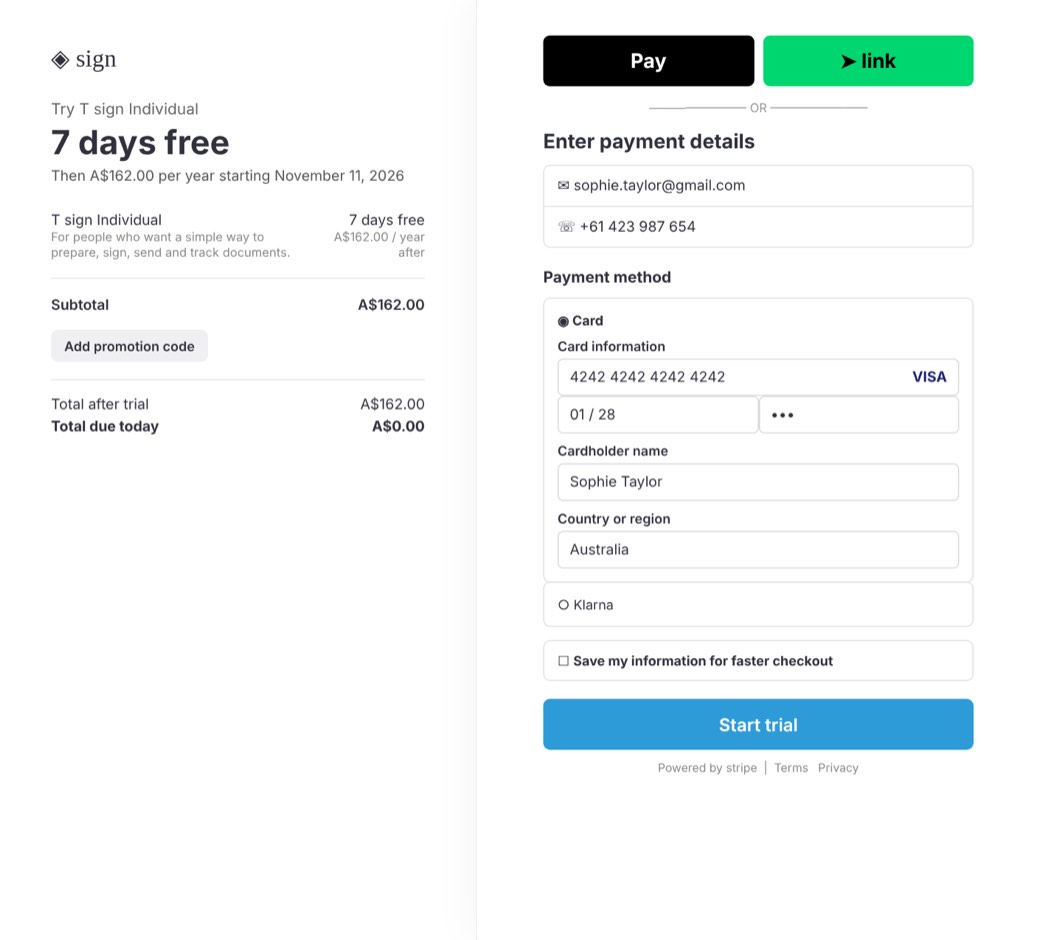 ◈ sign
Try T sign Individual
7 days free
Then A$162.00 per year starting November 11, 2026
T sign Individual
7 days free
For people who want a simple way to
prepare, sign, send and track documents.
A$162.00 / year
after
Subtotal
A$162.00
Add promotion code
Total after trial
A$162.00
Total due today
A$0.00
Pay
➤ link
OR
Enter payment details
✉ sophie.taylor@gmail.com
☏ +61 423 987 654
Payment method
◉ Card
Card information
4242 4242 4242 4242
VISA
01 / 28
•••
Cardholder name
Sophie Taylor
Country or region
Australia
○ Klarna
☐ Save my information for faster checkout
Start trial
Powered by stripe | Terms Privacy